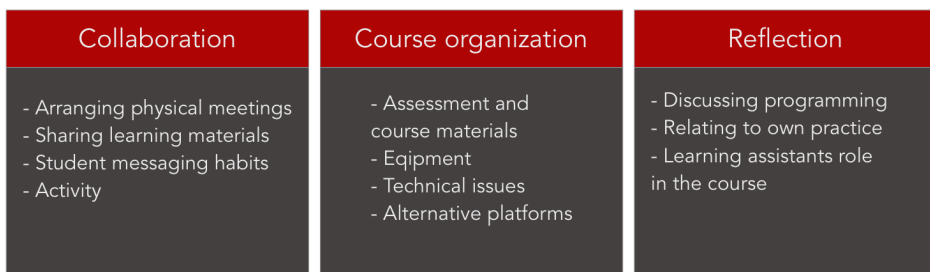 Collaboration
- Arranging physical meetings
- Sharing learning materials
- Student messaging habits
- Activity
Course organization
- Assessment and
course materials
- Eqipment
- Technical issues
- Alternative platforms
Reflection
- Discussing programming
- Relating to own practice
- Learning assistants role
in the course